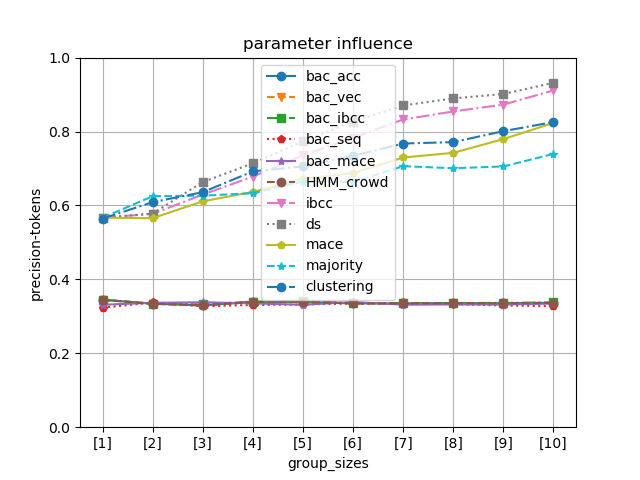 parameter influence
precision-tokens
1.0
0.8
0.6
0.4
0.2
0.0
bac_acc
bac_vec
bac_ibcc
bac_seq
bac_mace
HMM_crowd
ibcc
ds
mace
majority
clustering
[1] [2] [3] [4] [5] [6] [7] [8] [9] [10]
group_sizes